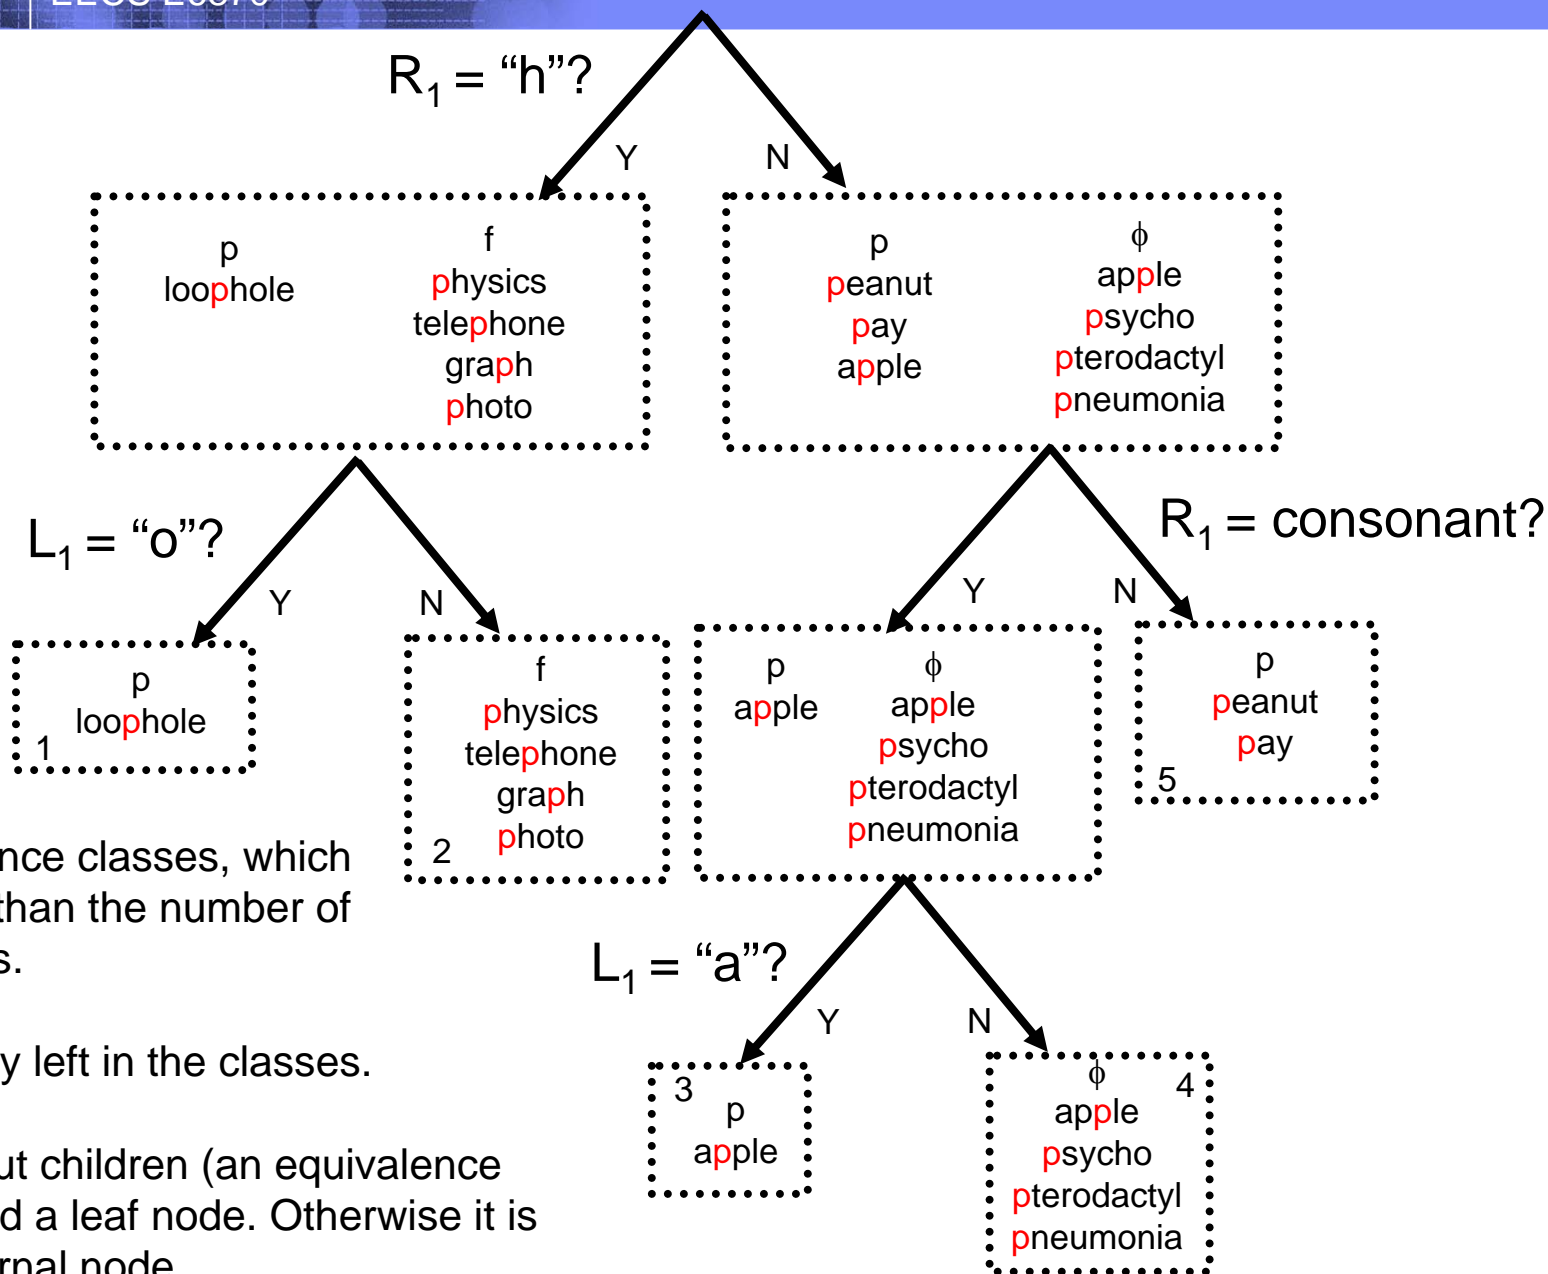 R1 = “h”?
Y
N
p
loophole
f
physics
telephone
graph
photo
p
peanut
pay
apple
ϕ
apple
psycho
pterodactyl
pneumonia
L1 = “o”?
Y
N
R1 = consonant?
Y
N
p
loophole
1
f
physics
telephone
graph
photo
2
p
apple
ϕ
apple
psycho
pterodactyl
pneumonia
p
peanut
pay
5
classes, which
than the number of
left in the classes.
children (an equivalence
a leaf node. Otherwise it is
node
L1 = “a”?
Y
N
3
p
apple
ϕ
4
apple
psycho
pterodactyl
pneumonia